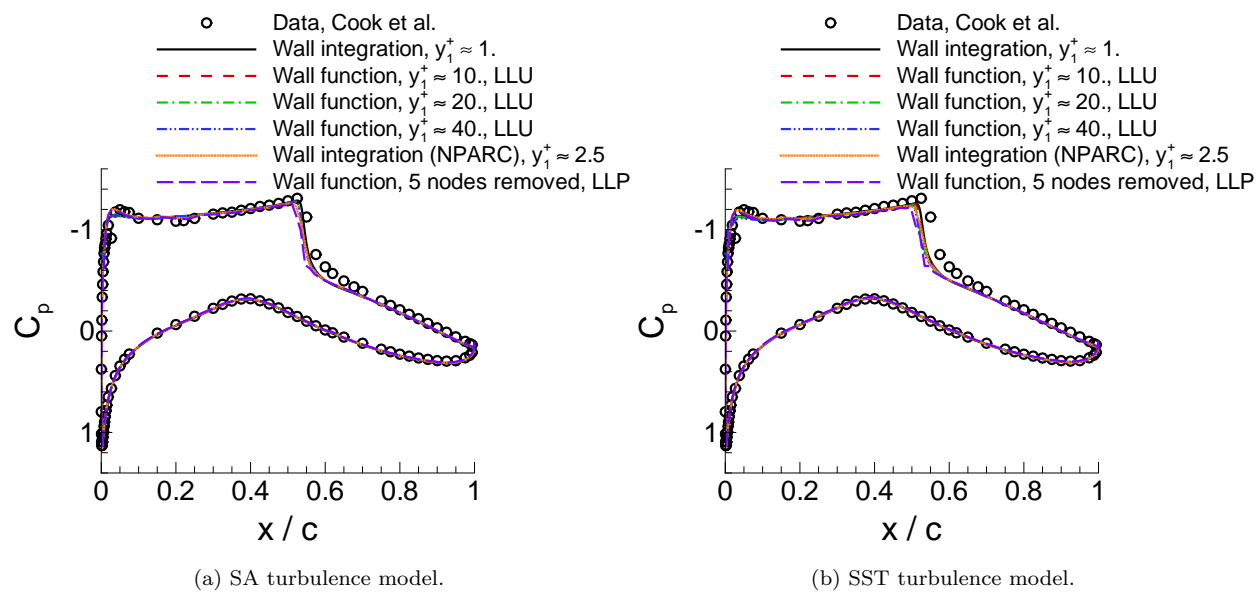 Data, Cook et al.
Wall integration, y₁⁺ ≈ 1.
Wall function, y₁⁺ ≈ 10., LLU
Wall function, y₁⁺ ≈ 20., LLU
Wall function, y₁⁺ ≈ 40., LLU
Wall integration (NPARC), y₁⁺ ≈ 2.5
Wall function, 5 nodes removed, LLP
-1
0
1
Cₚ
0 0.2 0.4 0.6 0.8 1
x / c
(a) SA turbulence model.
Data, Cook et al.
Wall integration, y₁⁺ ≈ 1.
Wall function, y₁⁺ ≈ 10., LLU
Wall function, y₁⁺ ≈ 20., LLU
Wall function, y₁⁺ ≈ 40., LLU
Wall integration (NPARC), y₁⁺ ≈ 2.5
Wall function, 5 nodes removed, LLP
-1
0
1
Cₚ
0 0.2 0.4 0.6 0.8 1
x / c
(b) SST turbulence model.